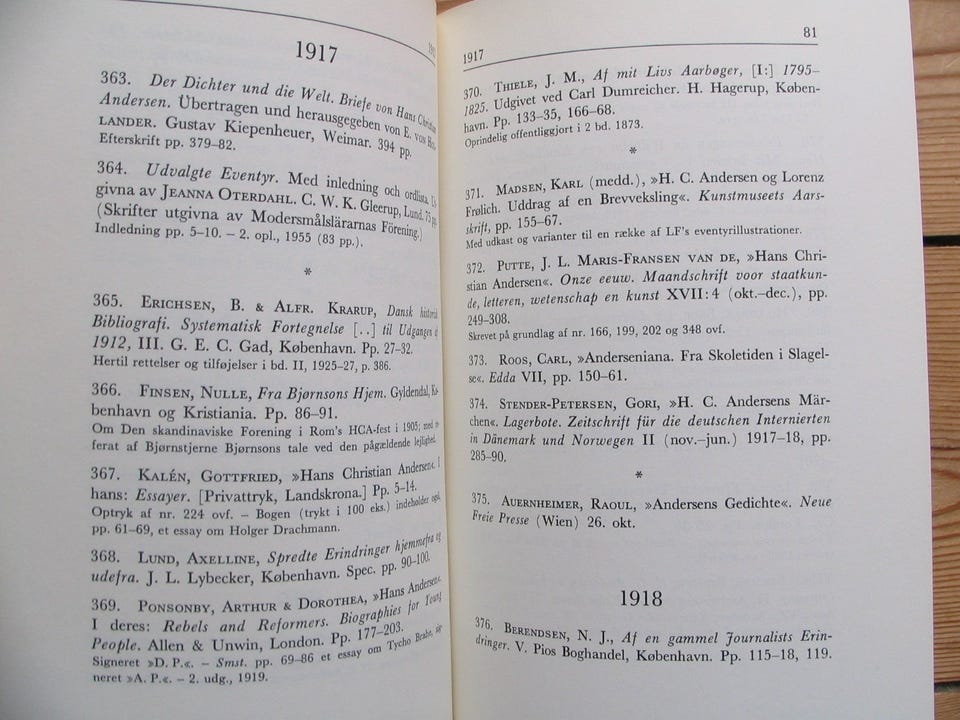 1917
363. Der Dichter und die Welt. Briefe von Hans Christian
Andersen. Übertragen und herausgegeben von E. von Hol-
lander. Gustav Kiepenheuer, Weimar. 394 pp.
Efterskrift pp. 379–82.
364. Udvalgte Eventyr. Med inledning och ordlista. Ut-
givna av Jeanna Oterdahl. C. W. K. Gleerup, Lund. 75 pp.
(Skrifter utgivna av Modersmålslärarnas Förening.)
Indledning pp. 5–10. – 2. opl., 1955 (83 pp.).
*
365. Erichsen, B. & Alfr. Krarup, Dansk historisk
Bibliografi. Systematisk Fortegnelse [..] til Udgangen af
1912, III. G. E. C. Gad, København. Pp. 27–32.
Hertil rettelser og tilføjelser i bd. II, 1925–27, p. 386.
366. Finsen, Nulle, Fra Bjørnsons Hjem. Gyldendal, Kø-
benhavn og Kristiania. Pp. 86–91.
Om Den skandinaviske Forening i Rom's HCA-fest i 1905; med re-
ferat af Bjørnstjerne Bjørnsons tale ved den pågældende lejlighed.
367. Kalén, Gottfried, »Hans Christian Andersen«. I
hans: Essayer. [Privattryk, Landskrona.] Pp. 5–14.
Optryk af nr. 224 ovf. – Bogen (trykt i 100 eks.) indeholder også,
pp. 61–69, et essay om Holger Drachmann.
368. Lund, Axelline, Spredte Erindringer hjemmefra og
udefra. J. L. Lybecker, København. Spec. pp. 90–100.
369. Ponsonby, Arthur & Dorothea, »Hans Andersen«.
I deres: Rebels and Reformers. Biographies for Young
People. Allen & Unwin, London. Pp. 177–203.
Signeret »D. P.«. – Smst. pp. 69–86 et essay om Tycho Brahe, sig-
neret »A. P.«. – 2. udg., 1919.
1917 81
370. Thiele, J. M., Af mit Livs Aarbøger, [I:] 1795–
1825. Udgivet ved Carl Dumreicher. H. Hagerup, Køben-
havn. Pp. 133–35, 166–68.
Oprindelig offentliggjort i 2 bd. 1873.
*
371. Madsen, Karl (medd.), »H. C. Andersen og Lorenz
Frølich. Uddrag af en Brevveksling«. Kunstmuseets Aars-
skrift, pp. 155–67.
Med udkast og varianter til en række af LF's eventyrillustrationer.
372. Putte, J. L. Maris-Fransen van de, »Hans Chri-
stian Andersen«. Onze eeuw. Maandschrift voor staatkun-
de, letteren, wetenschap en kunst XVII: 4 (okt.–dec.), pp.
249–308.
Skrevet på grundlag af nr. 166, 199, 202 og 348 ovf.
373. Roos, Carl, »Anderseniana. Fra Skoletiden i Slagel-
se«. Edda VII, pp. 150–61.
374. Stender-Petersen, Gori, »H. C. Andersens Mär-
chen«. Lagerbote. Zeitschrift für die deutschen Internierten
in Dänemark und Norwegen II (nov.–jun.) 1917–18, pp.
285–90.
*
375. Auernheimer, Raoul, »Andersens Gedichte«. Neue
Freie Presse (Wien) 26. okt.
1918
376. Berendsen, N. J., Af en gammel Journalists Erin-
dringer. V. Pios Boghandel, København. Pp. 115–18, 119.